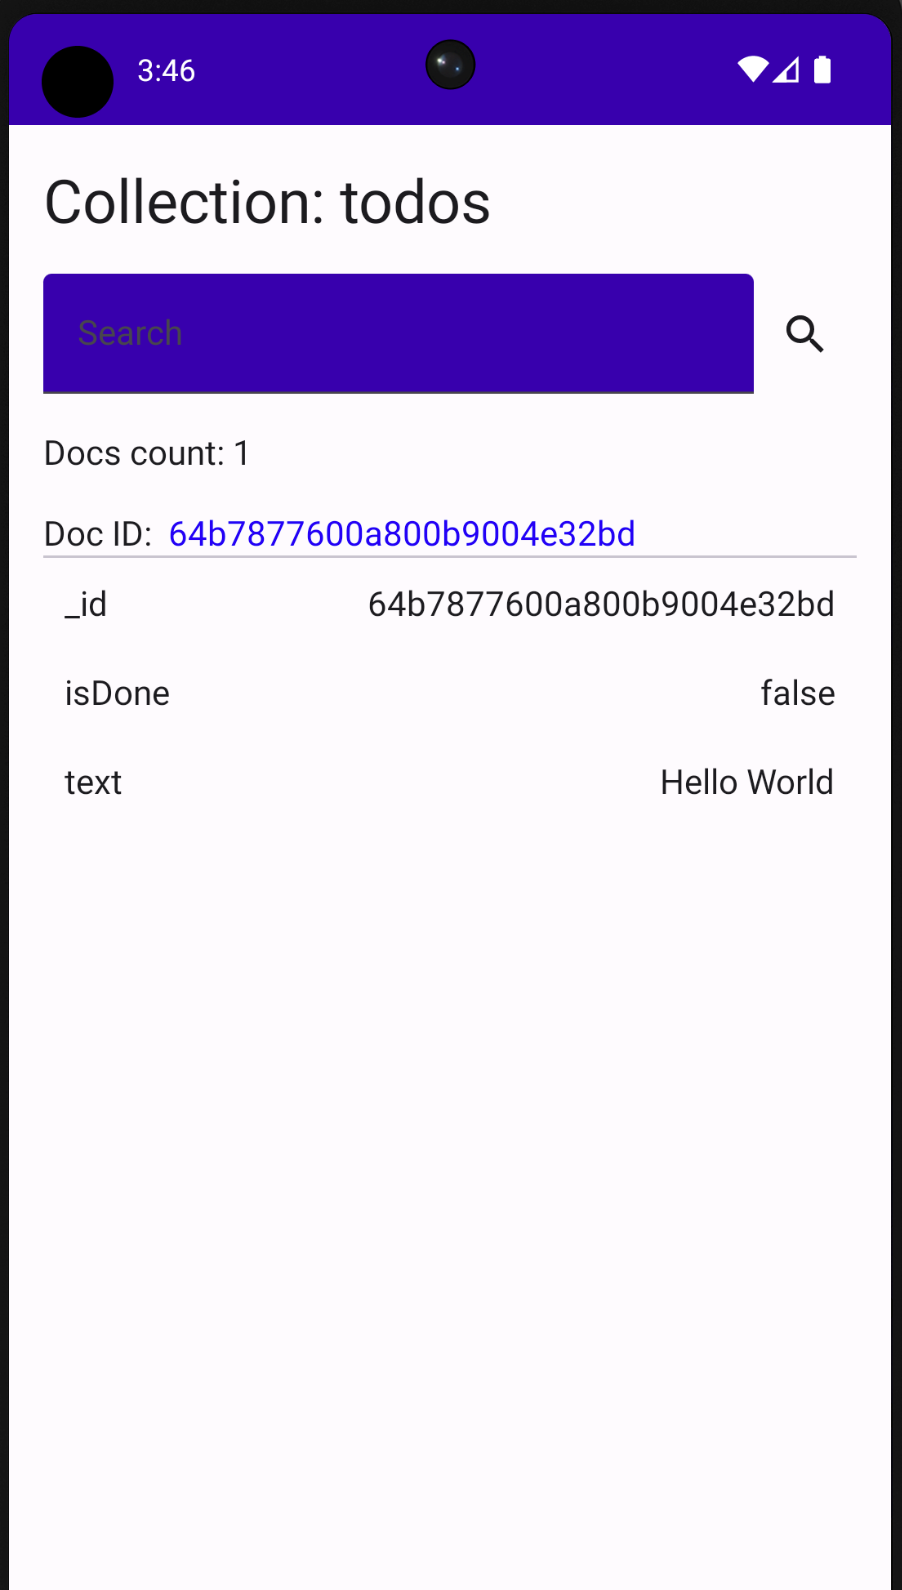 3:46
Collection: todos
Search
Docs count: 1
Doc ID: 64b7877600a800b9004e32bd
_id 64b7877600a800b9004e32bd
isDone false
text Hello World